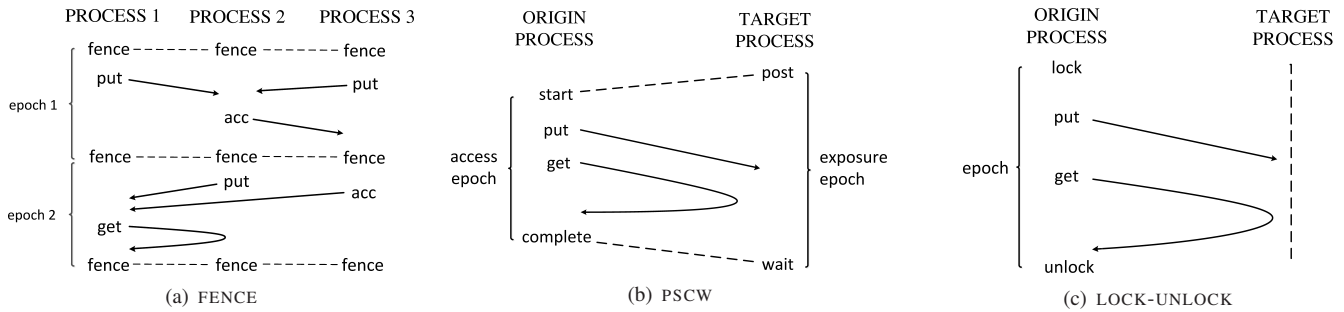 PROCESS 1 PROCESS 2 PROCESS 3
fence fence fence
put
put
epoch 1
acc
fence fence fence
put
acc
epoch 2
get
fence fence fence
(a) FENCE
ORIGIN
PROCESS
TARGET
PROCESS
post
start
put
access
epoch
get
exposure
epoch
complete
wait
(b) PSCW
ORIGIN
PROCESS
TARGET
PROCESS
lock
put
epoch
get
unlock
(c) LOCK-UNLOCK